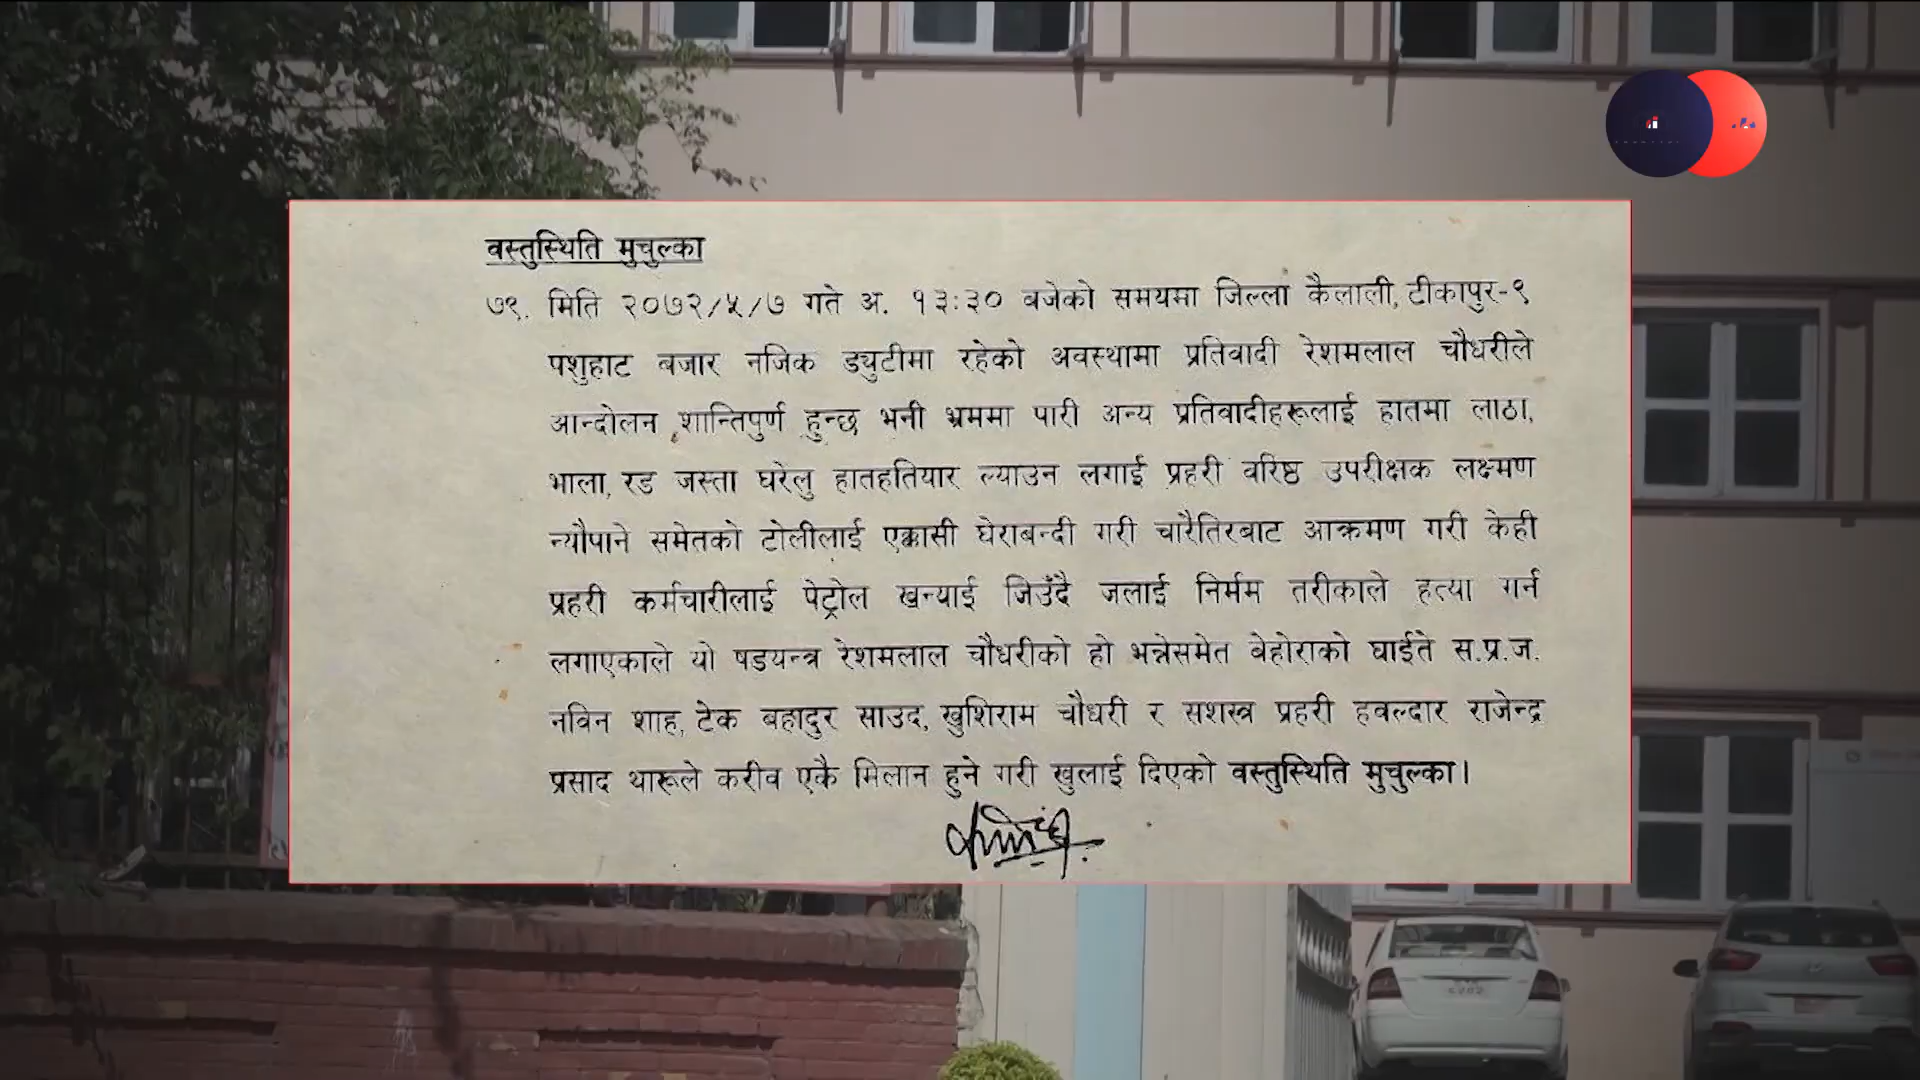 वस्तुस्थिति मुचुल्का
७९. मिति २०७२/५/७ गते अ. १३:३० बजेको समयमा जिल्ला कैलाली, टीकापुर-९
पशुहाट बजार नजिक ड्युटीमा रहेको अवस्थामा प्रतिवादी रेशमलाल चौधरीले
आन्दोलन शान्तिपुर्ण हुन्छ भनी भ्रममा पारी अन्य प्रतिवादीहरूलाई हातमा लाठा,
भाला, रड जस्ता घरेलु हातहतियार ल्याउन लगाई प्रहरी वरिष्ठ उपरीक्षक लक्ष्मण
न्यौपाने समेतको टोलीलाई एक्कासी घेराबन्दी गरी चारैतिरबाट आक्रमण गरी केही
प्रहरी कर्मचारीलाई पेट्रोल खन्याई जिउँदै जलाई निर्मम तरीकाले हत्या गर्न
लगाएकाले यो षडयन्त्र रेशमलाल चौधरीको हो भन्नेसमेत बेहोराको घाईते स.प्र.ज.
नविन शाह, टेक बहादुर साउद, खुशिराम चौधरी र सशस्त्र प्रहरी हवल्दार राजेन्द्र
प्रसाद थारूले करीव एकै मिलान हुने गरी खुलाई दिएको वस्तुस्थिति मुचुल्का।